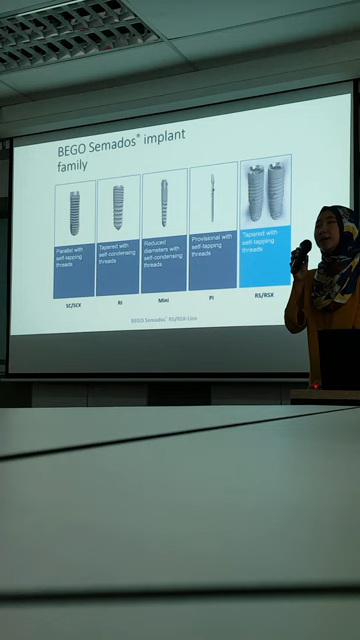 BEGO Semados® implant
family
Parallel with
self-tapping
threads
Tapered with
self-condensing
threads
Reduced
diameters with
self-condensing
threads
Provisional with
self-tapping
threads
Tapered with
self-tapping
threads
SC/SCX
RI
Mini
PI
RS/RSX
BEGO Semados® RS/RSX-Line